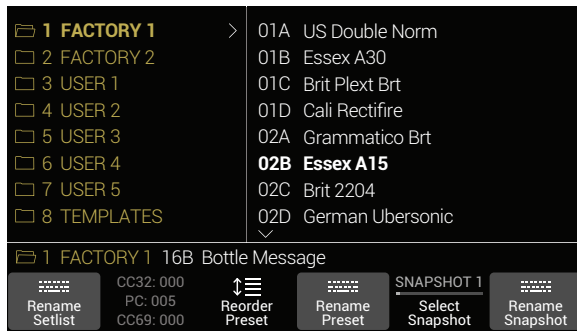 1 FACTORY 1 >
2 FACTORY 2
3 USER 1
4 USER 2
5 USER 3
6 USER 4
7 USER 5
8 TEMPLATES
01A US Double Norm
01B Essex A30
01C Brit Plext Brt
01D Cali Rectifire
02A Grammatico Brt
02B Essex A15
02C Brit 2204
02D German Ubersonic
1 FACTORY 1 16B Bottle Message
Rename
Setlist
CC32: 000
PC: 005
CC69: 000
Reorder
Preset
Rename
Preset
SNAPSHOT 1
Select
Snapshot
Rename
Snapshot